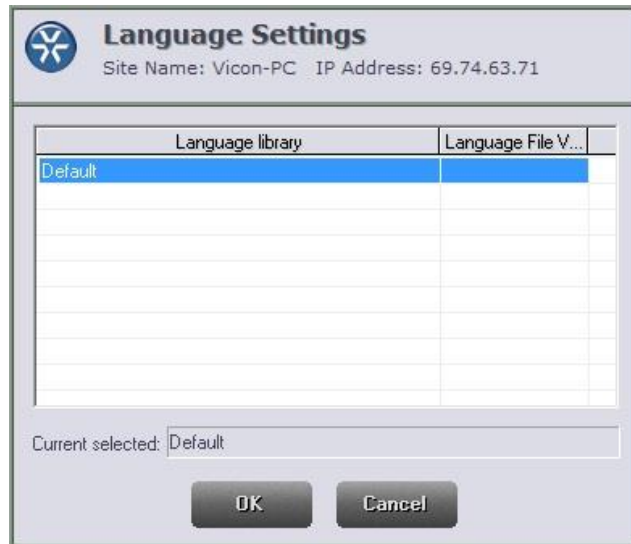 Language Settings
Site Name: Vicon-PC IP Address: 69.74.63.71
Language library Language File V...
Default
Current selected: Default
OK Cancel